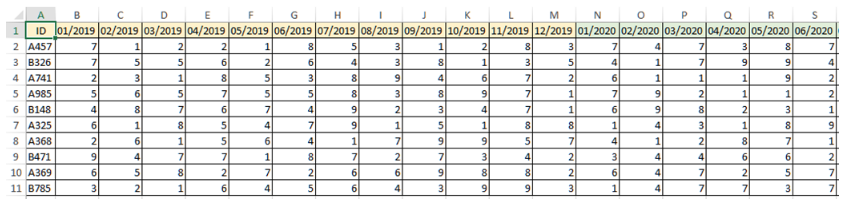 A B C D E F G H I J K L M N O P Q R S
1 ID 01/2019 02/2019 03/2019 04/2019 05/2019 06/2019 07/2019 08/2019 09/2019 10/2019 11/2019 12/2019 01/2020 02/2020 03/2020 04/2020 05/2020 06/2020
2 A457 7 1 2 2 1 8 5 3 1 2 8 3 7 4 7 3 8 7
3 B326 7 5 5 6 2 6 4 3 8 1 3 5 4 1 7 9 9 4
4 A741 2 3 1 8 5 3 8 9 4 6 7 2 6 1 1 1 9 2
5 A985 5 6 5 7 5 5 8 3 8 9 7 1 7 9 2 1 1 2
6 B148 4 8 7 6 7 4 9 2 3 4 7 1 6 9 8 2 3 1
7 A325 6 1 8 5 4 7 9 1 5 1 8 8 1 4 3 1 8 9
8 A368 2 6 1 5 6 4 1 7 9 9 5 7 4 1 2 8 7 1
9 B471 9 4 7 7 1 8 7 2 7 3 4 2 3 4 4 6 6 2
10 A369 6 5 8 2 7 2 6 6 9 8 8 2 6 4 7 2 5 7
11 B785 3 2 1 6 4 5 6 4 3 9 9 3 1 4 7 7 3 7